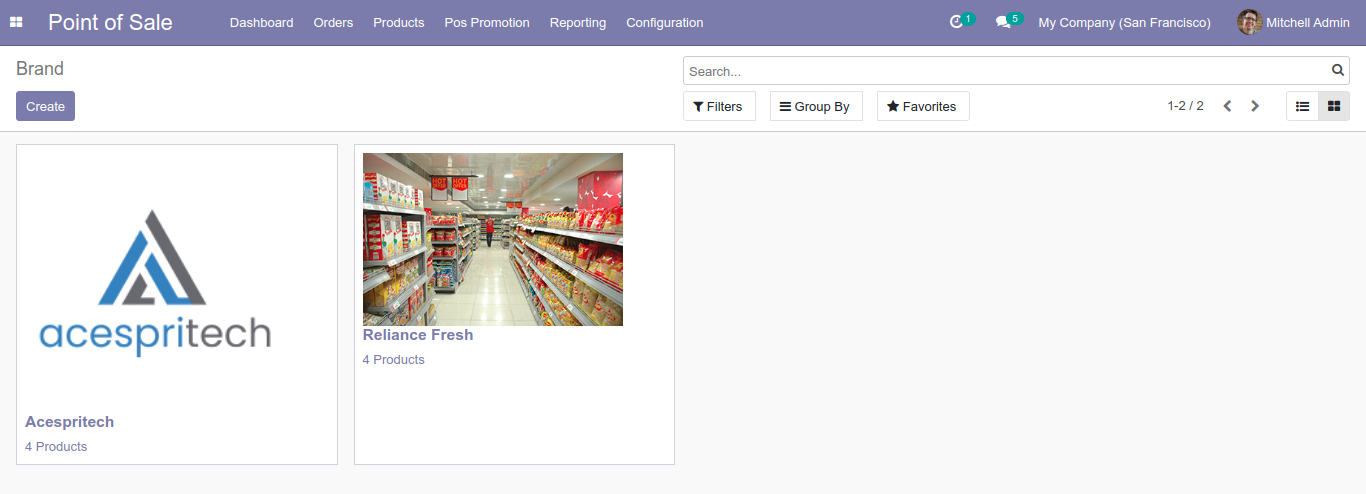 Point of Sale Dashboard Orders Products Pos Promotion Reporting Configuration 1 5 My Company (San Francisco) Mitchell Admin
Brand
Search...
Create
Filters Group By Favorites 1-2 / 2
HOT OFFER HOT OFFER
acespritech
Reliance Fresh
4 Products
Acespritech
4 Products